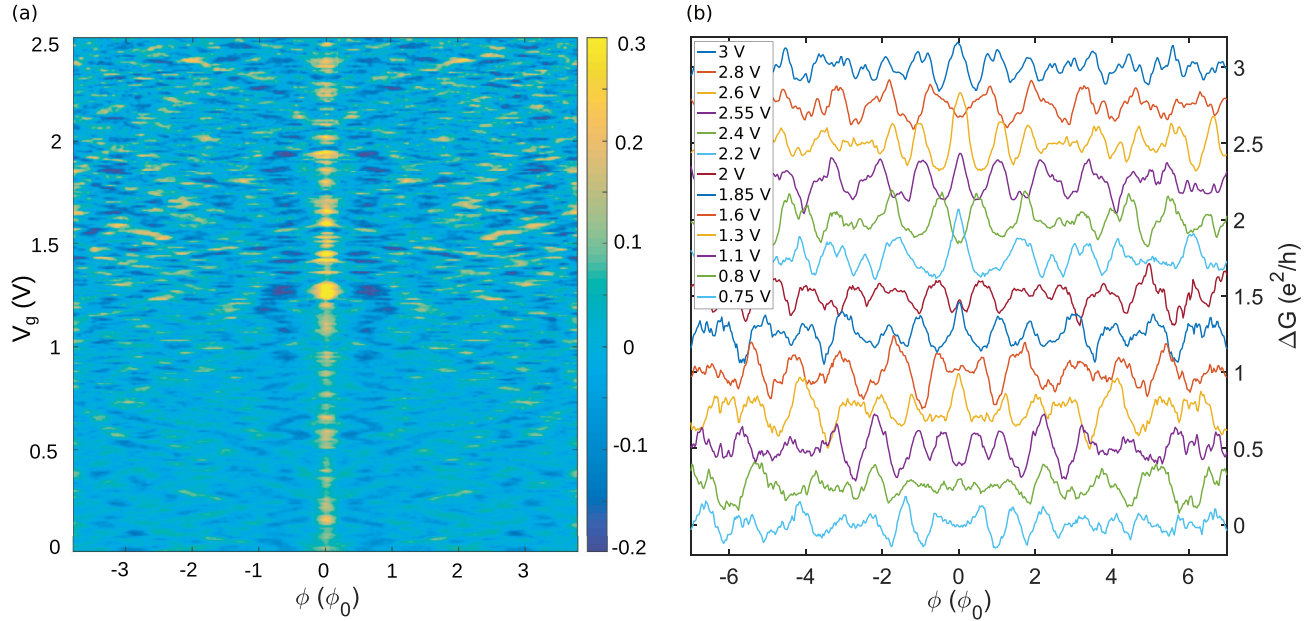 (a)
2.5
2
1.5
1
0.5
0
V_g (V)
-3 -2 -1 0 1 2 3
ϕ (ϕ_0)
0.3
0.2
0.1
0
-0.1
-0.2
(b)
3 V
2.8 V
2.6 V
2.55 V
2.4 V
2.2 V
2 V
1.85 V
1.6 V
1.3 V
1.1 V
0.8 V
0.75 V
3
2.5
2
1.5
1
0.5
0
ΔG (e²/h)
-6 -4 -2 0 2 4 6
ϕ (ϕ_0)